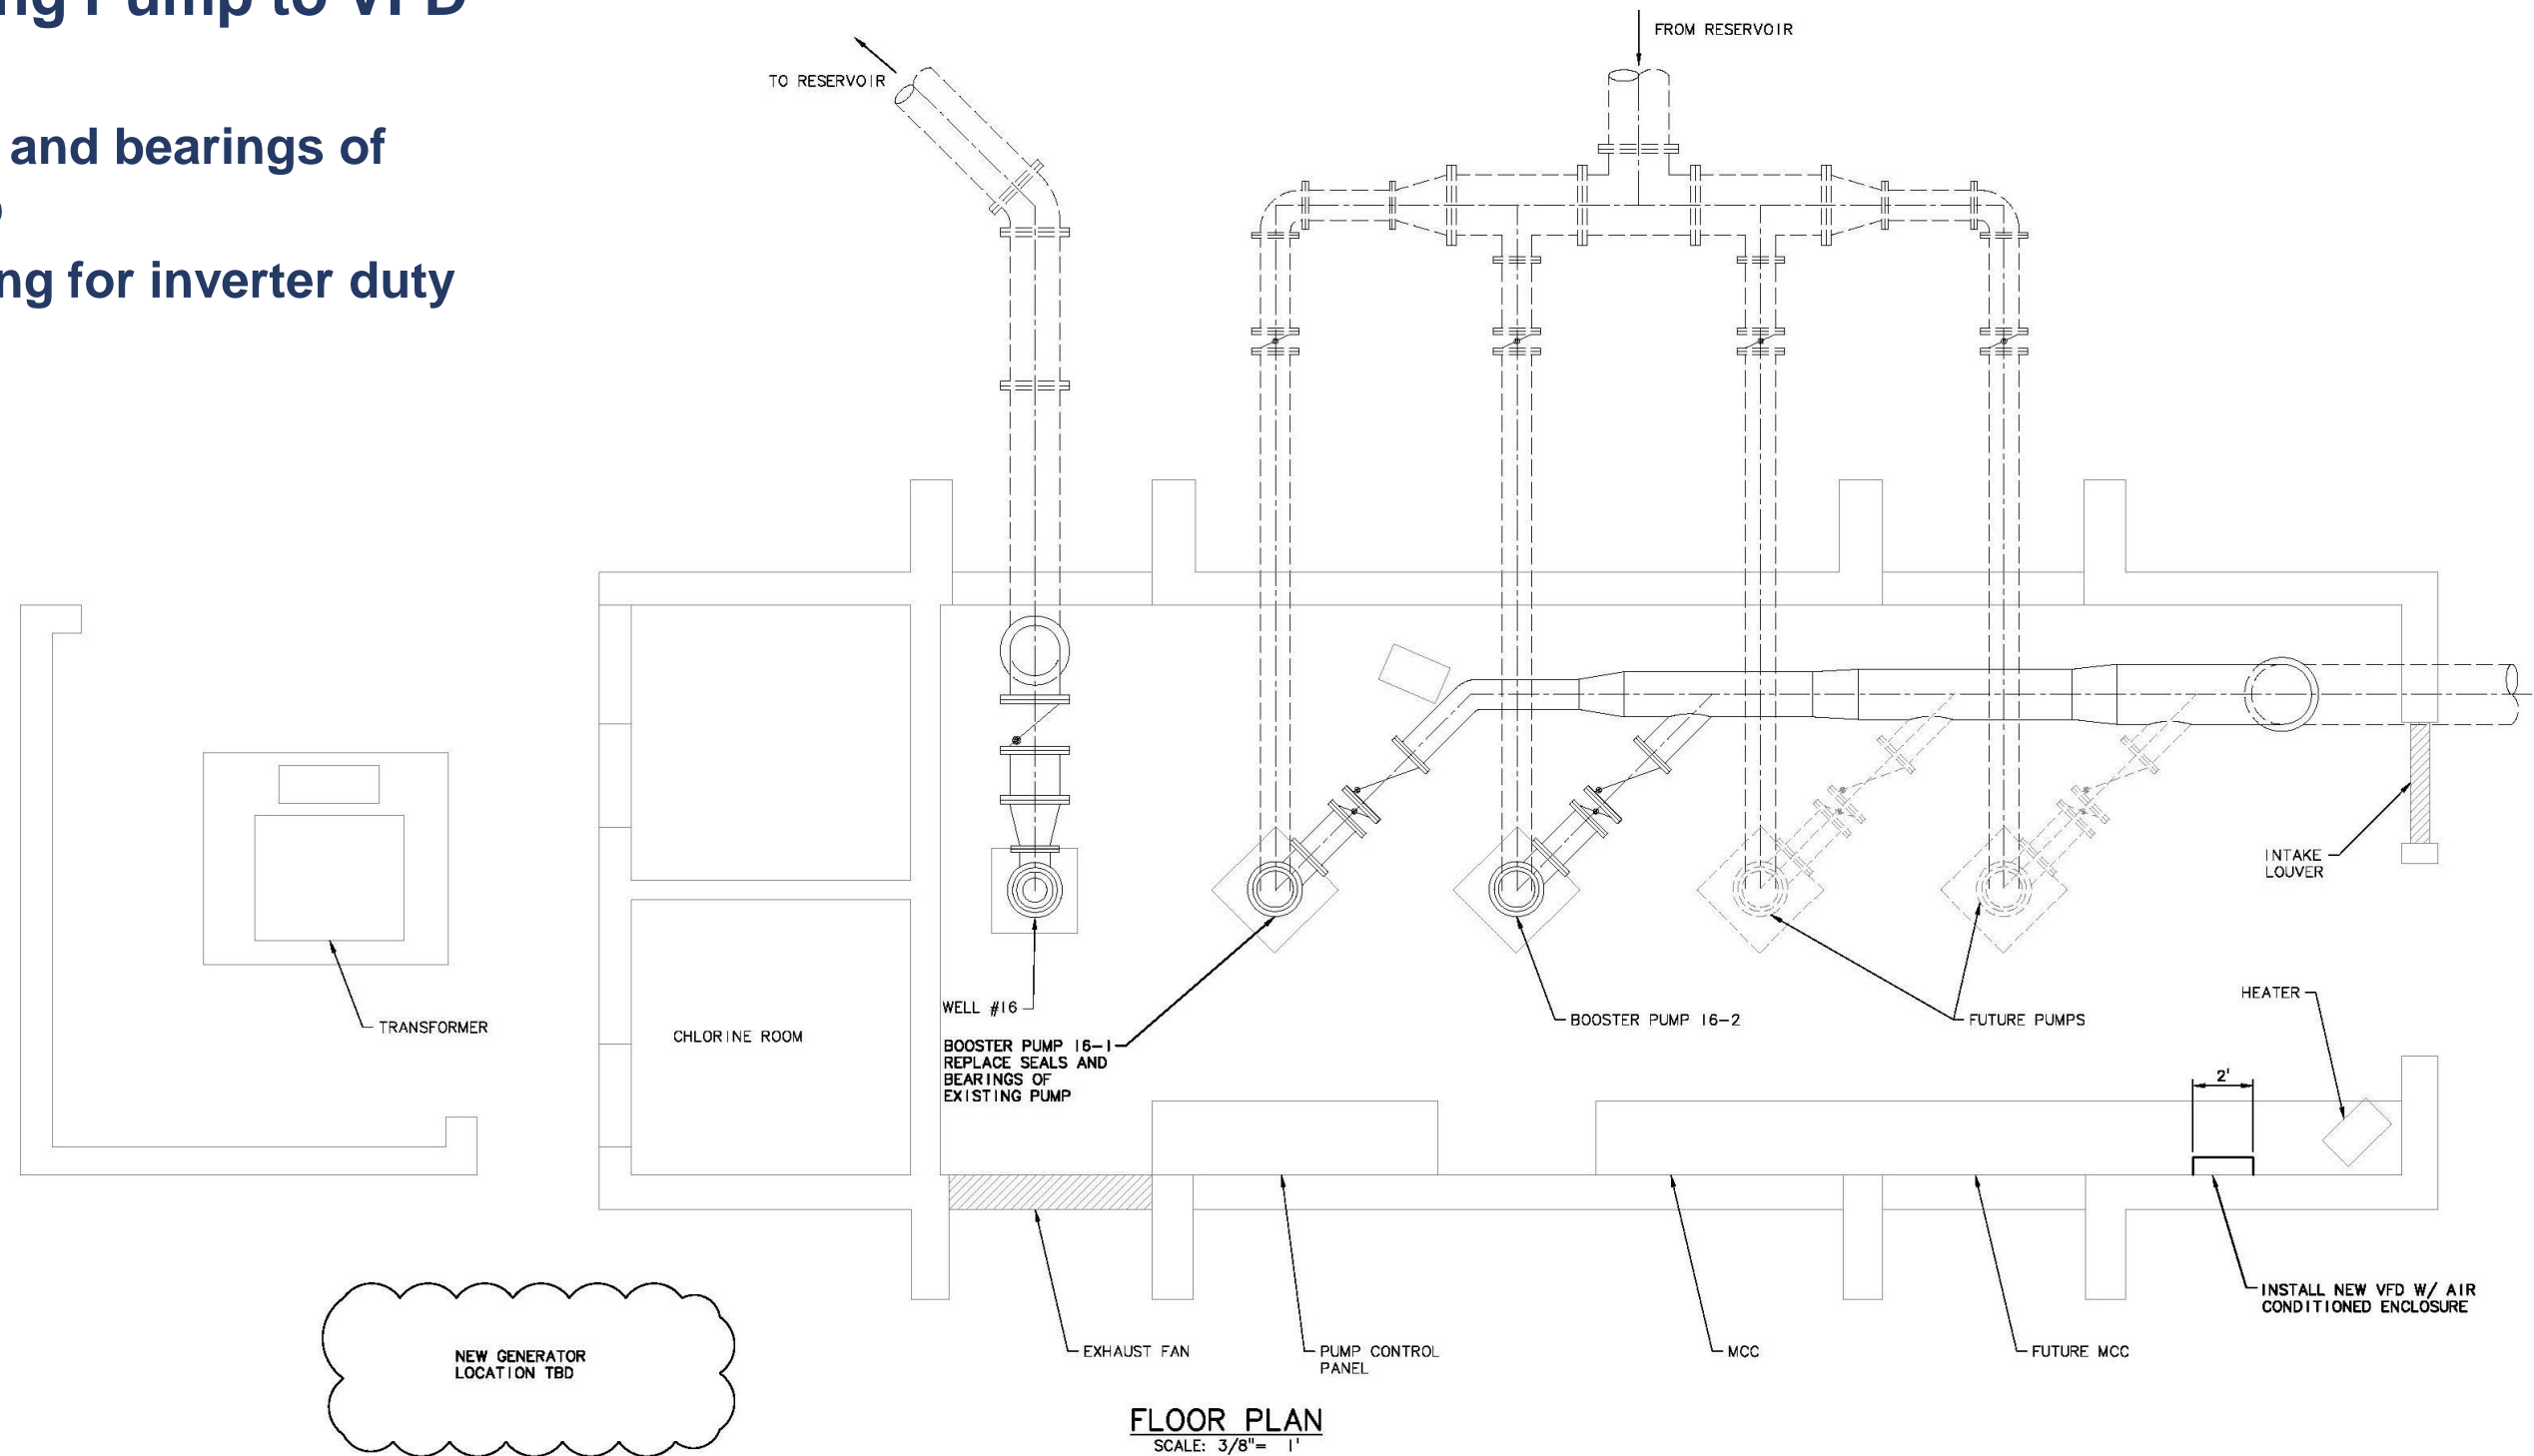 ng Pump to VFD
and bearings of
ng for inverter duty
TO RESERVOIR
FROM RESERVOIR
INTAKE
LOUVER
HEATER
WELL #16
BOOSTER PUMP 16-1
REPLACE SEALS AND
BEARINGS OF
EXISTING PUMP
BOOSTER PUMP 16-2
FUTURE PUMPS
TRANSFORMER
CHLORINE ROOM
2'
INSTALL NEW VFD W/ AIR
CONDITIONED ENCLOSURE
EXHAUST FAN
PUMP CONTROL
PANEL
MCC
FUTURE MCC
NEW GENERATOR
LOCATION TBD
FLOOR PLAN
SCALE: 3/8"= 1'